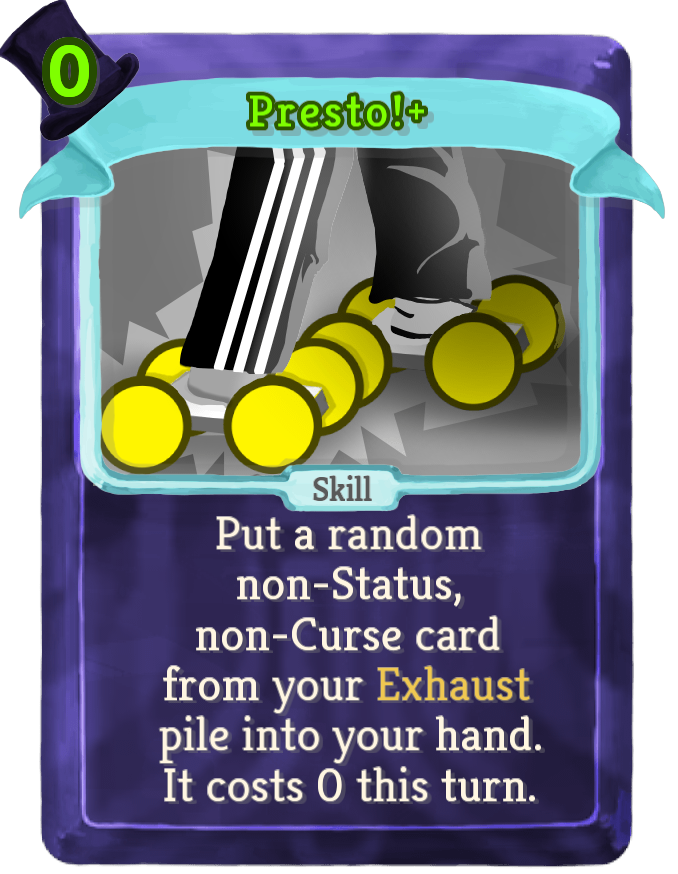 0
Presto!+
Skill
Put a random
non-Status,
non-Curse card
from your Exhaust
pile into your hand.
It costs 0 this turn.